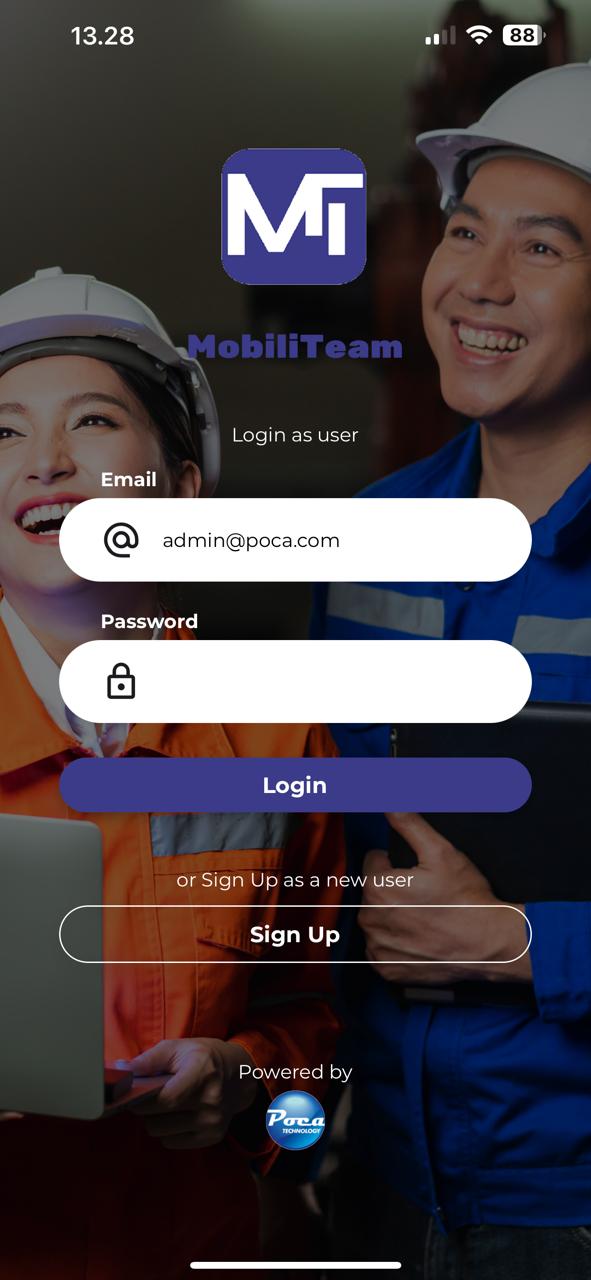 13.28
88
MT
MobiliTeam
Login as user
Email
admin@poca.com
Password
Login
or Sign Up as a new user
Sign Up
Powered by
Poca
TECHNOLOGY